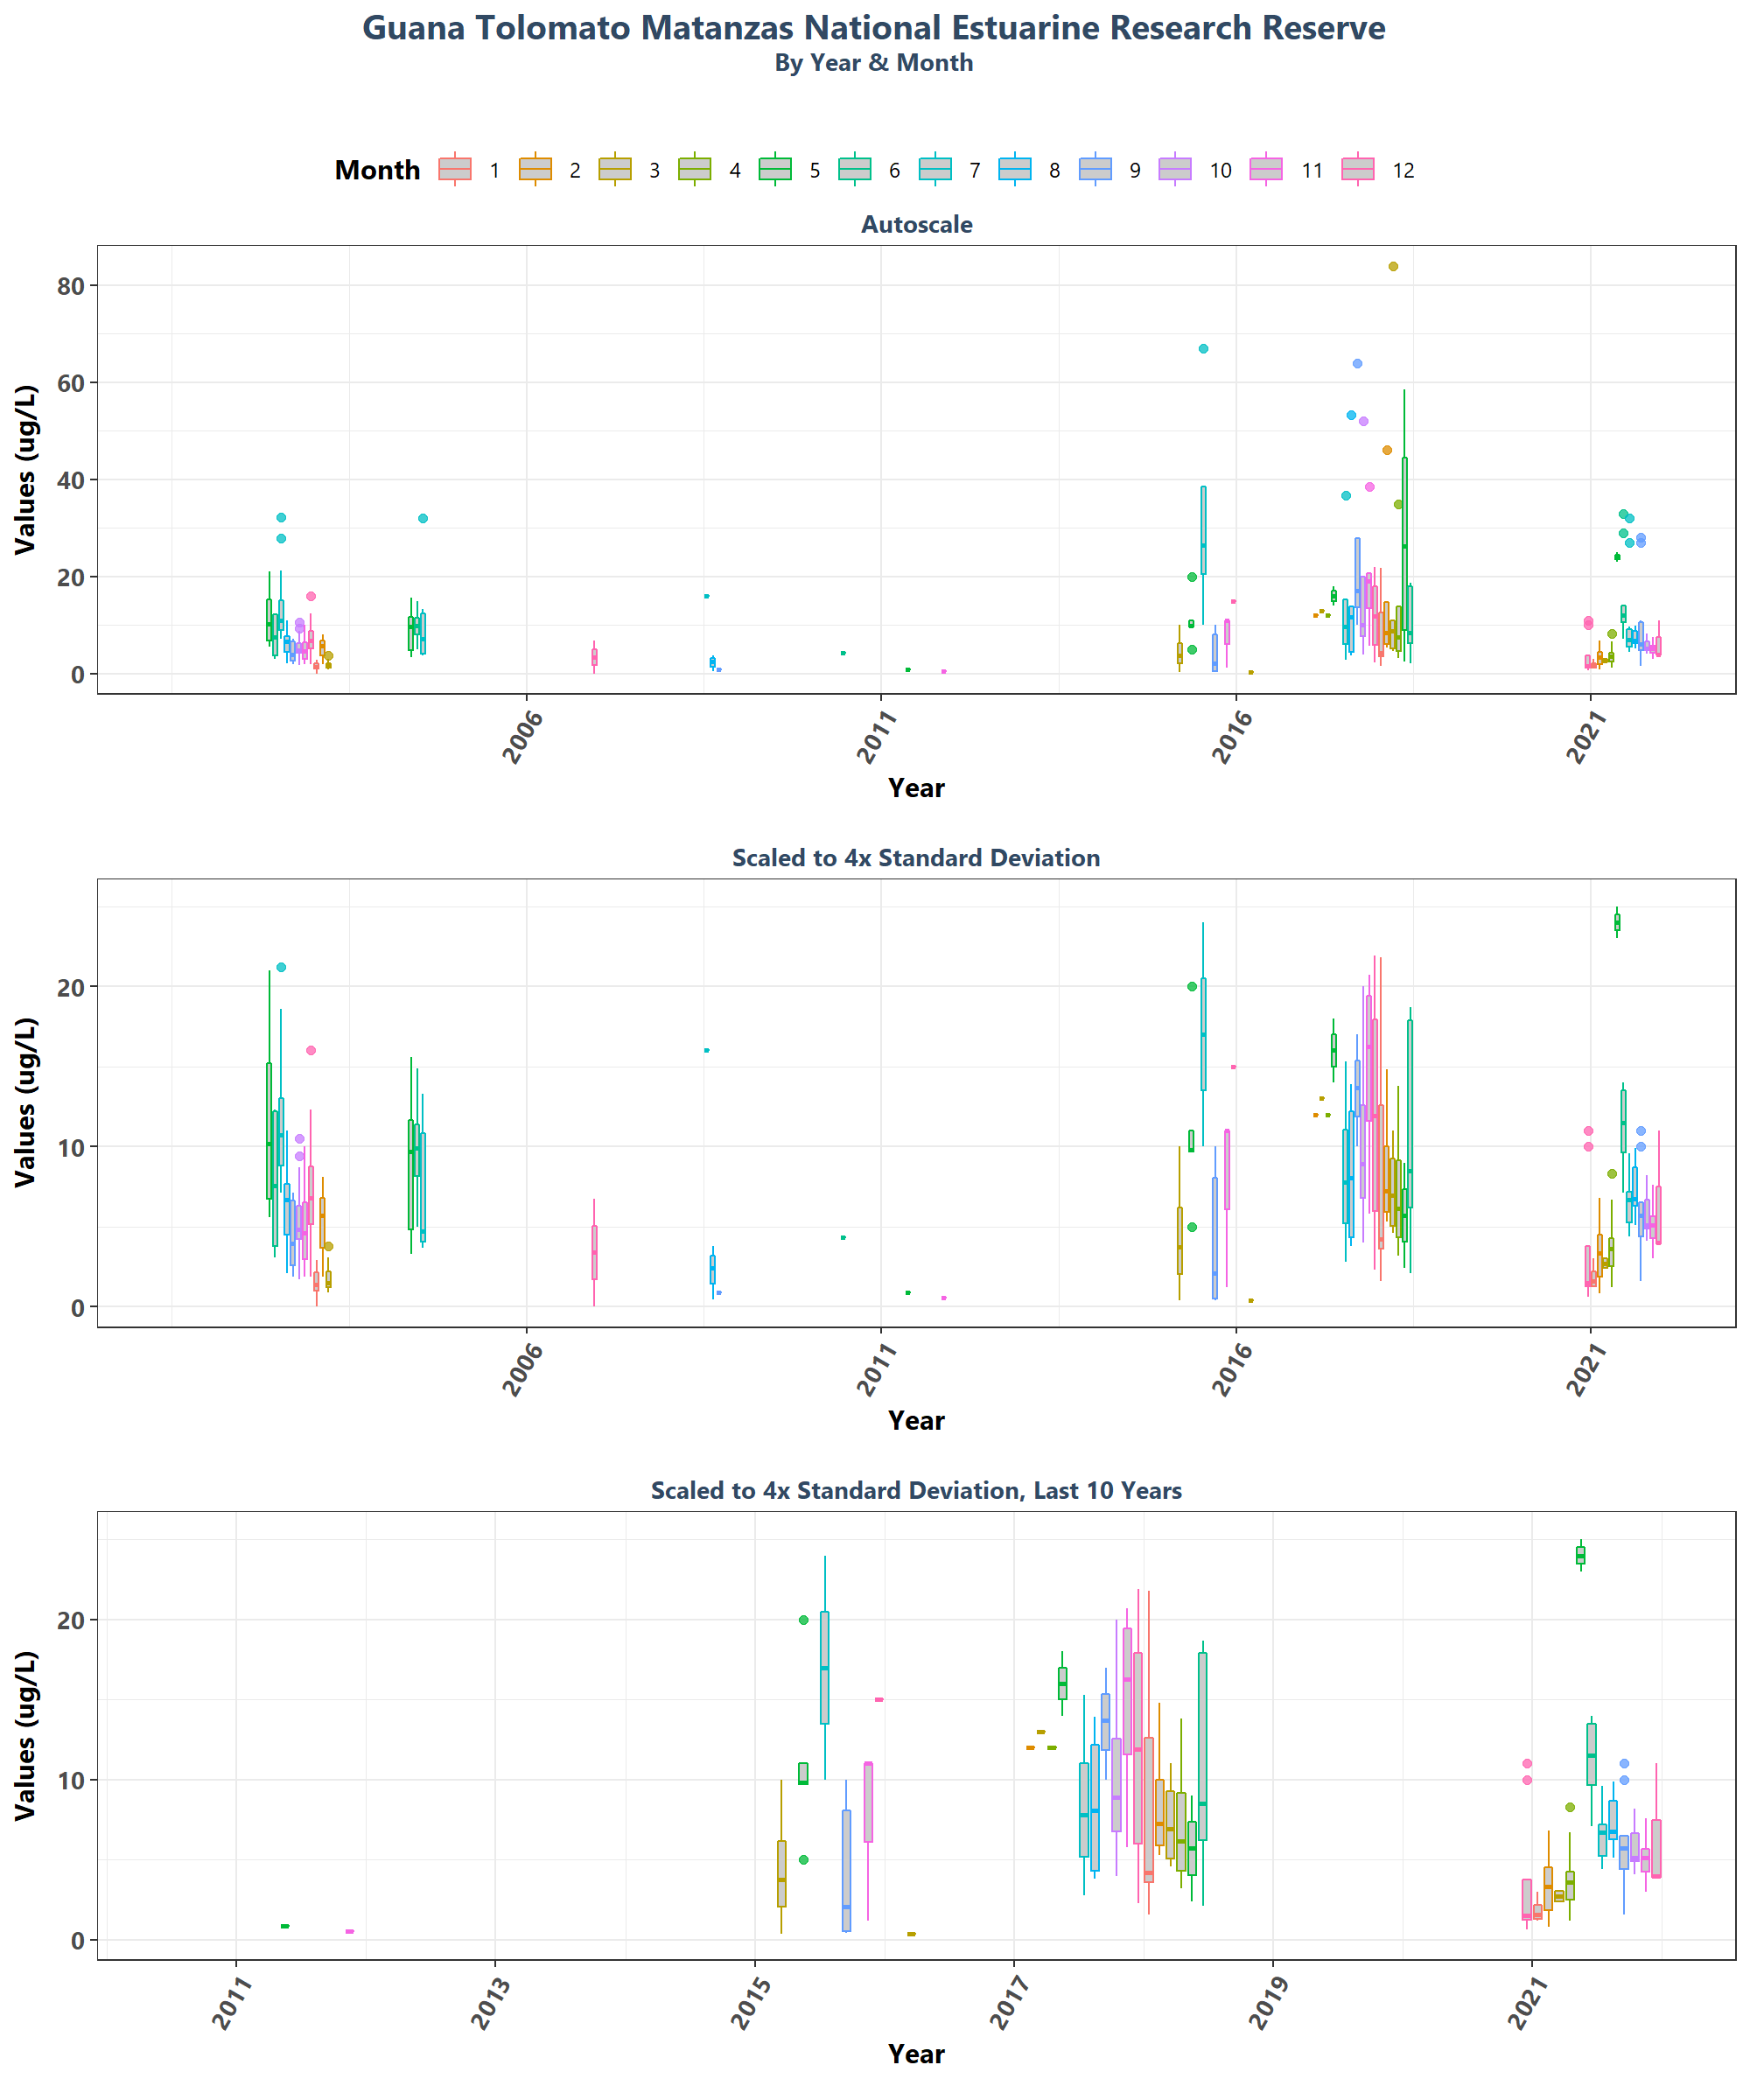 Guana Tolomato Matanzas National Estuarine Research Reserve
By Year & Month
Month 1 2 3 4 5 6 7 8 9 10 11 12
Autoscale
Values (ug/L)
80
60
40
20
0
2006 2011 2016 2021
Year
Scaled to 4x Standard Deviation
Values (ug/L)
20
10
0
2006 2011 2016 2021
Year
Scaled to 4x Standard Deviation, Last 10 Years
Values (ug/L)
20
10
0
2011 2013 2015 2017 2019 2021
Year